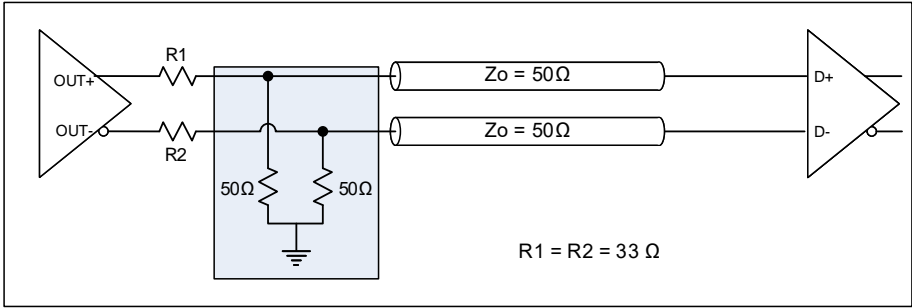 R1
OUT+
Zo = 50Ω
D+
OUT-
Zo = 50Ω
D-
R2
50Ω
50Ω
R1 = R2 = 33 Ω